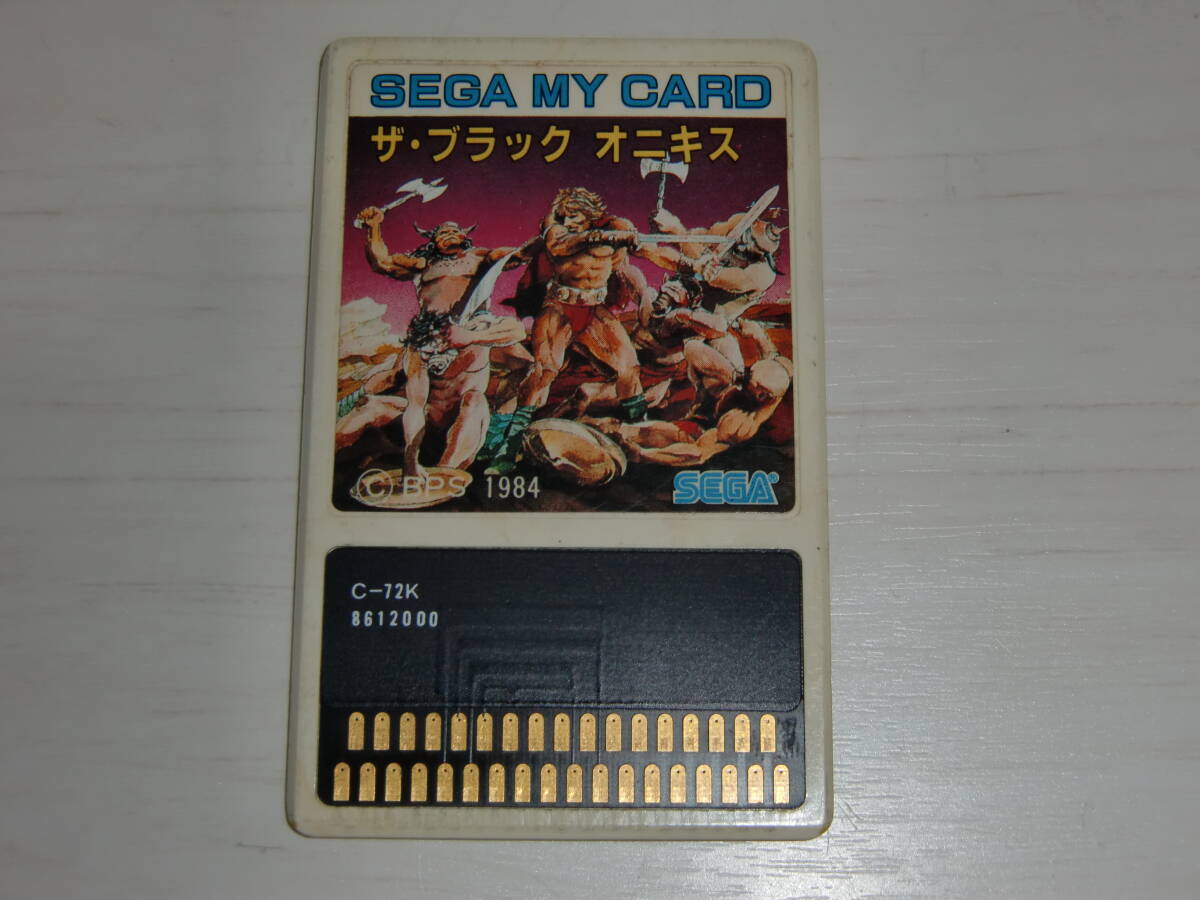 SEGA MY CARD
ザ・ブラック オニキス
© BPS 1984
SEGA®
C-72K
8612000